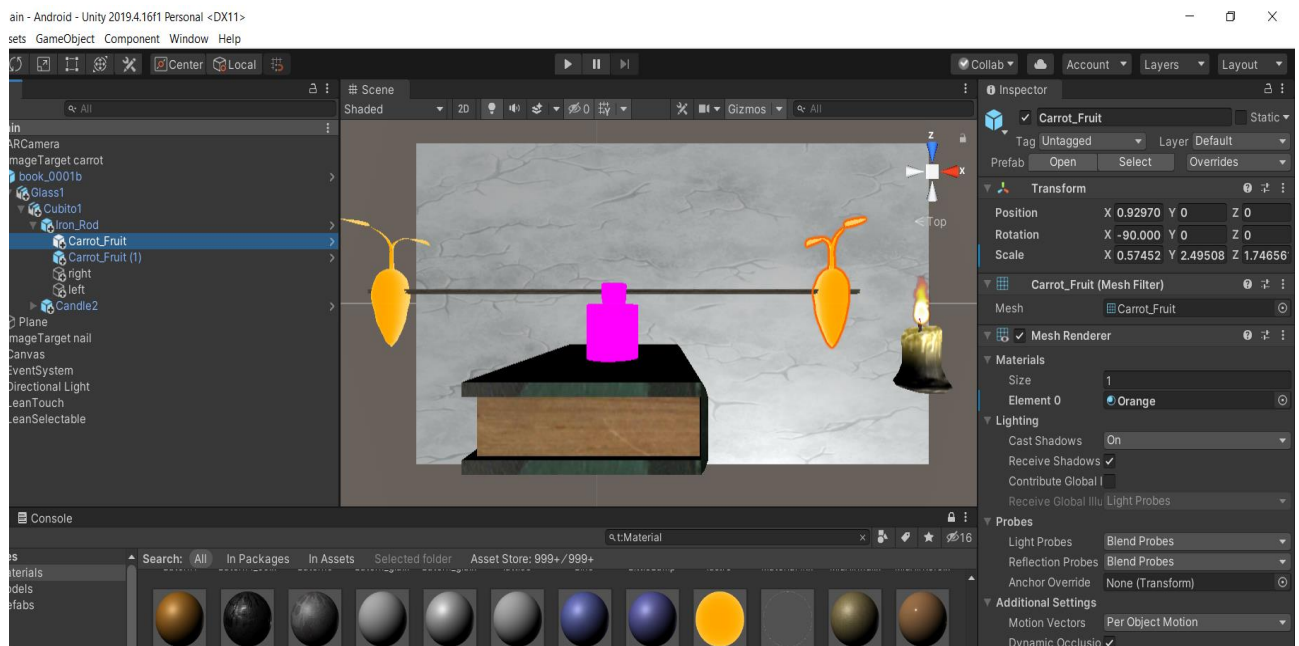 ain - Android - Unity 2019.4.16f1 Personal <DX11>
sets GameObject Component Window Help
Center Local
Collab Account Layers Layout
# Scene
Inspector
All
Shaded 2D 0 Gizmos All
Carrot_Fruit Static
Tag Untagged Layer Default
Prefab Open Select Overrides
Transform
Position X 0.92970 Y 0 Z 0
Rotation X -90.000 Y 0 Z 0
Scale X 0.57452 Y 2.49508 Z 1.74656
Carrot_Fruit (Mesh Filter)
Mesh Carrot_Fruit
Mesh Renderer
Materials
Size 1
Element 0 Orange
Lighting
Cast Shadows On
Receive Shadows
Contribute Global I
Receive Global Illu Light Probes
Probes
Light Probes Blend Probes
Reflection Probes Blend Probes
Anchor Override None (Transform)
Additional Settings
Motion Vectors Per Object Motion
Dynamic Occlusio
ain
ARCamera
mageTarget carrot
book_0001b
Glass1
Cubito1
Iron_Rod
Carrot_Fruit
Carrot_Fruit (1)
right
left
Candle2
Plane
mageTarget nail
Canvas
EventSystem
Directional Light
LeanTouch
LeanSelectable
z
x
Top
Console
t:Material
16
es
aterials
odels
efabs
Search: All In Packages In Assets Selected folder Asset Store: 999+/999+